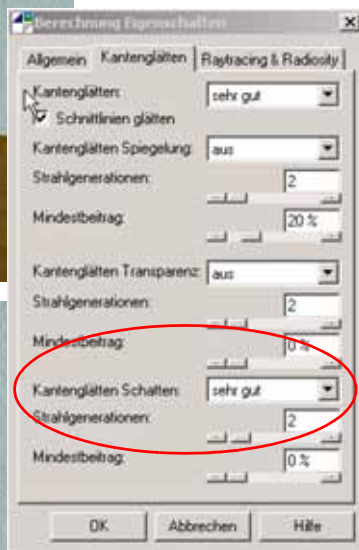 Berechnung Eigenschaften
Allgemein Kantenglätten Raytracing & Radiosity
Kantenglätten: sehr gut
Schnittlinien glätten
Kantenglätten Spiegelung: aus
Strahlgenerationen: 2
Mindestbeitrag: 20 %
Kantenglätten Transparenz: aus
Strahlgenerationen: 2
Mindestbeitrag: 0 %
Kantenglätten Schatten: sehr gut
Strahlgenerationen: 2
Mindestbeitrag: 0 %
OK Abbrechen Hilfe